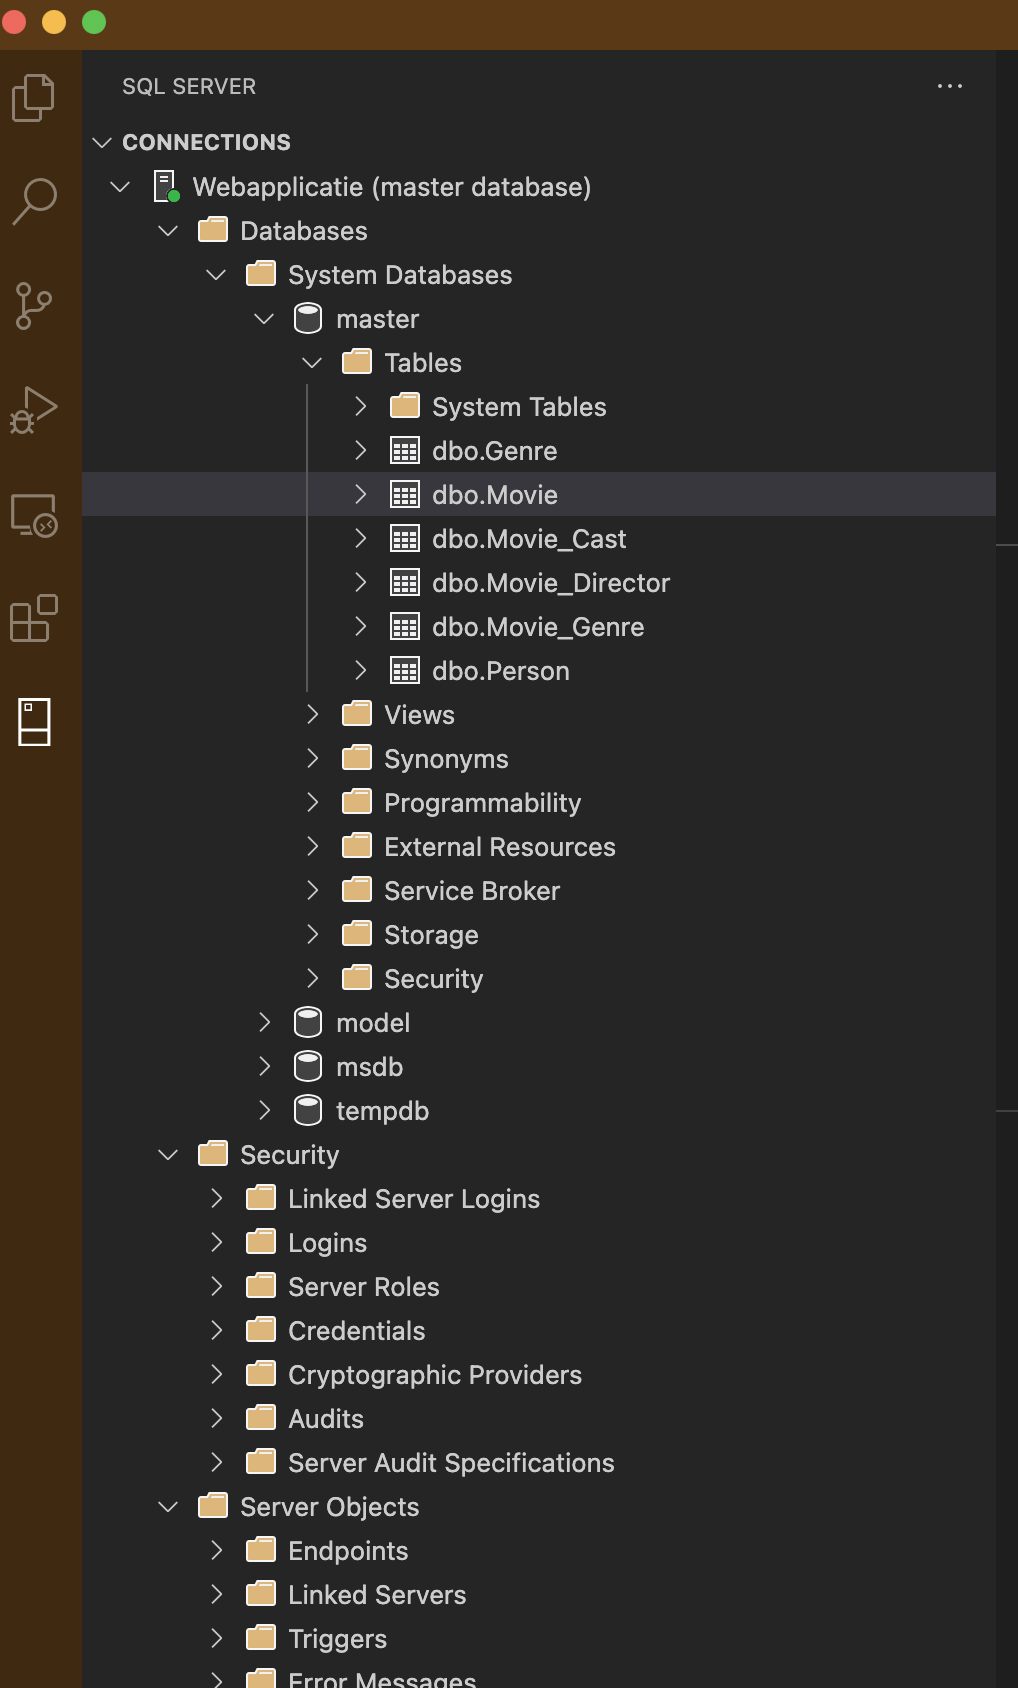 SQL SERVER
CONNECTIONS
Webapplicatie (master database)
Databases
System Databases
master
Tables
System Tables
dbo.Genre
dbo.Movie
dbo.Movie_Cast
dbo.Movie_Director
dbo.Movie_Genre
dbo.Person
Views
Synonyms
Programmability
External Resources
Service Broker
Storage
Security
model
msdb
tempdb
Security
Linked Server Logins
Logins
Server Roles
Credentials
Cryptographic Providers
Audits
Server Audit Specifications
Server Objects
Endpoints
Linked Servers
Triggers
Error Messages